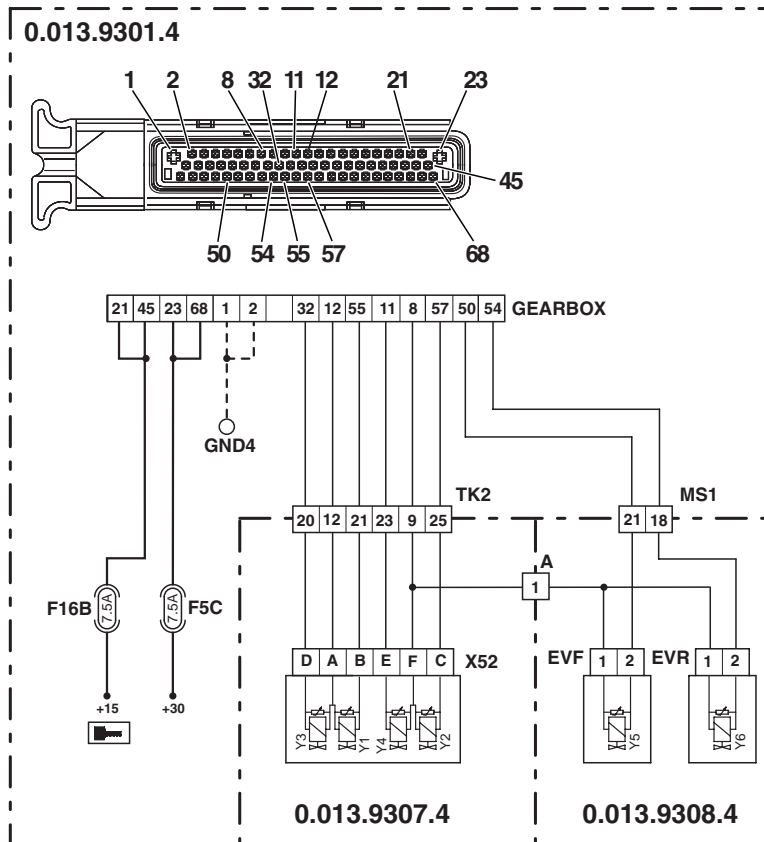 0.013.9301.4
1 2 8 32 11 12 21 23
45
50 54 55 57 68
21 45 23 68 1 2 32 12 55 11 8 57 50 54 GEARBOX
GND4
TK2 MS1
20 12 21 23 9 25 21 18
A
1
F16B 7.5A 7.5A F5C
D A B E F C X52 EVF 1 2 EVR 1 2
+15 +30
Y3 Y1 Y4 Y2 Y5 Y6
0.013.9307.4 0.013.9308.4